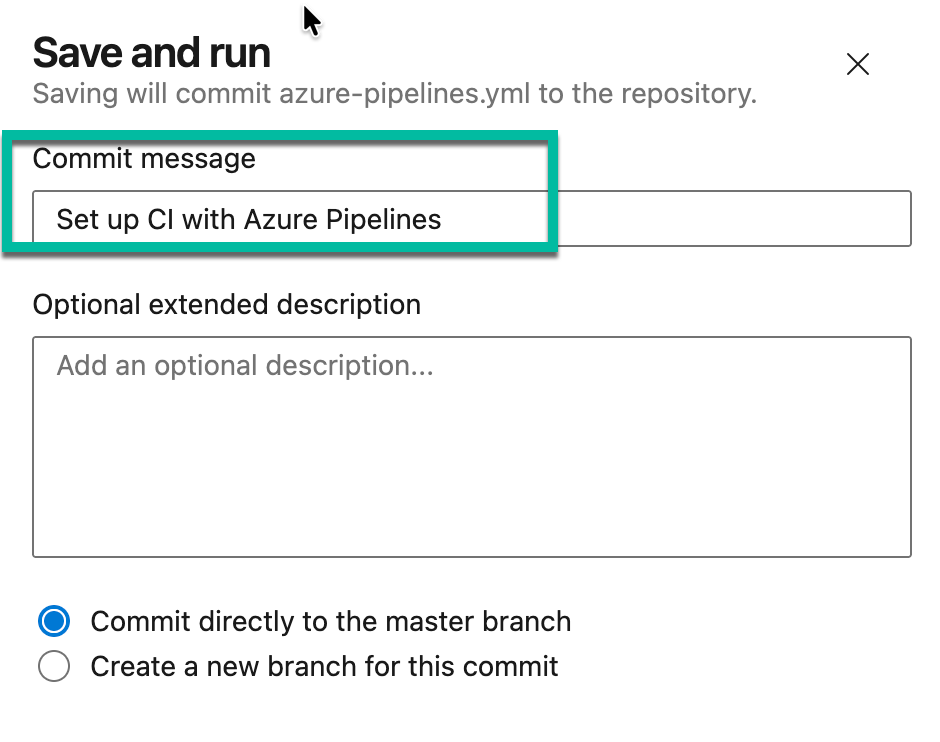 Save and run
Saving will commit azure-pipelines.yml to the repository.
Commit message
Set up CI with Azure Pipelines
Optional extended description
Add an optional description...
Commit directly to the master branch
Create a new branch for this commit